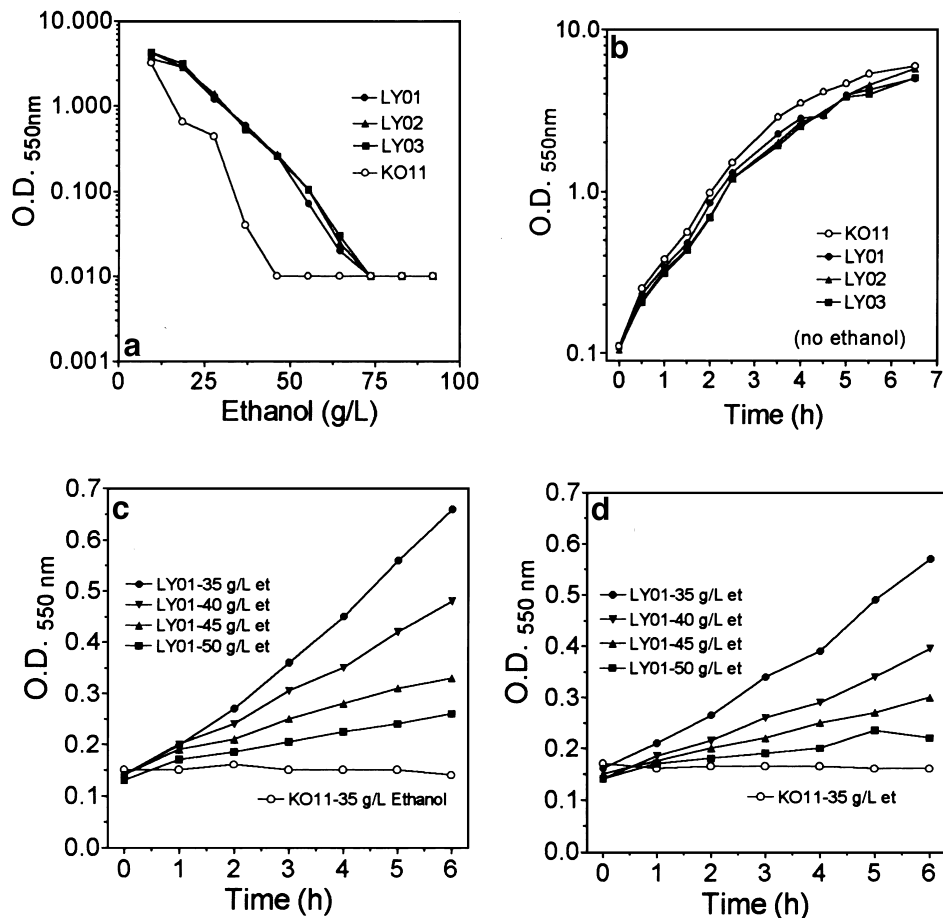 a
10.000
1.000
0.100
0.010
0.001
O.D. 550nm
LY01
LY02
LY03
KO11
0
25
50
75
100
Ethanol (g/L)
b
10.0
1.0
0.1
O.D. 550nm
KO11
LY01
LY02
LY03
(no ethanol)
0
1
2
3
4
5
6
7
Time (h)
c
0.7
0.6
0.5
0.4
0.3
0.2
0.1
0.0
O.D. 550 nm
LY01-35 g/L et
LY01-40 g/L et
LY01-45 g/L et
LY01-50 g/L et
KO11-35 g/L Ethanol
0
1
2
3
4
5
6
Time (h)
d
0.7
0.6
0.5
0.4
0.3
0.2
0.1
0.0
O.D. 550 nm
LY01-35 g/L et
LY01-40 g/L et
LY01-45 g/L et
LY01-50 g/L et
KO11-35 g/L et
0
1
2
3
4
5
6
Time (h)